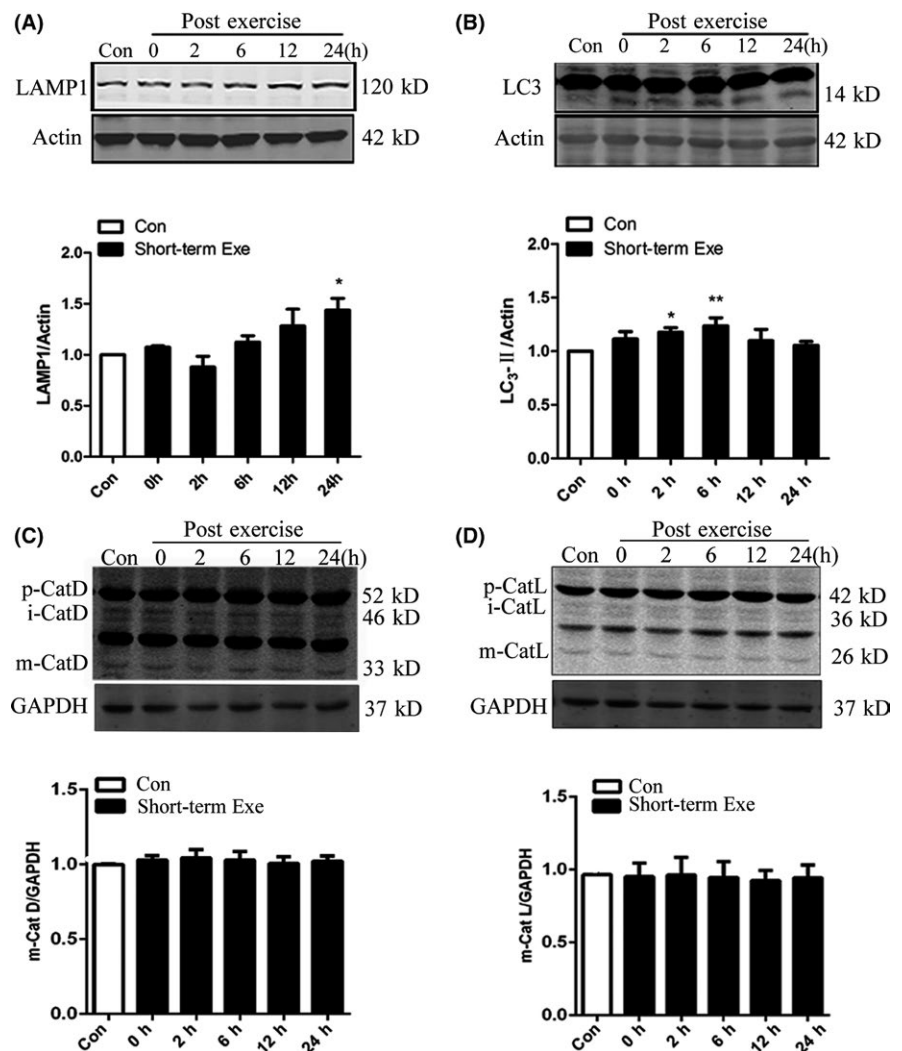 (A)
Post exercise
Con 0 2 6 12 24(h)
LAMP1 120 kD
Actin 42 kD
Con
Short-term Exe
*
2.0
1.5
1.0
0.5
0.0
LAMP1/Actin
Con 0h 2h 6h 12h 24h
(B)
Post exercise
Con 0 2 6 12 24(h)
LC3 14 kD
Actin 42 kD
Con
Short-term Exe
* **
2.0
1.5
1.0
0.5
0.0
LC3-II/Actin
Con 0 h 2 h 6 h 12 h 24 h
(C)
Post exercise
Con 0 2 6 12 24(h)
p-CatD 52 kD
i-CatD 46 kD
m-CatD 33 kD
GAPDH 37 kD
Con
Short-term Exe
1.5
1.0
0.5
0.0
m-Cat D/GAPDH
Con 0 h 2 h 6 h 12 h 24 h
(D)
Post exercise
Con 0 2 6 12 24(h)
p-CatL 42 kD
i-CatL 36 kD
m-CatL 26 kD
GAPDH 37 kD
Con
Short-term Exe
1.5
1.0
0.5
0.0
m-Cat L/GAPDH
Con 0 h 2 h 6 h 12 h 24 h